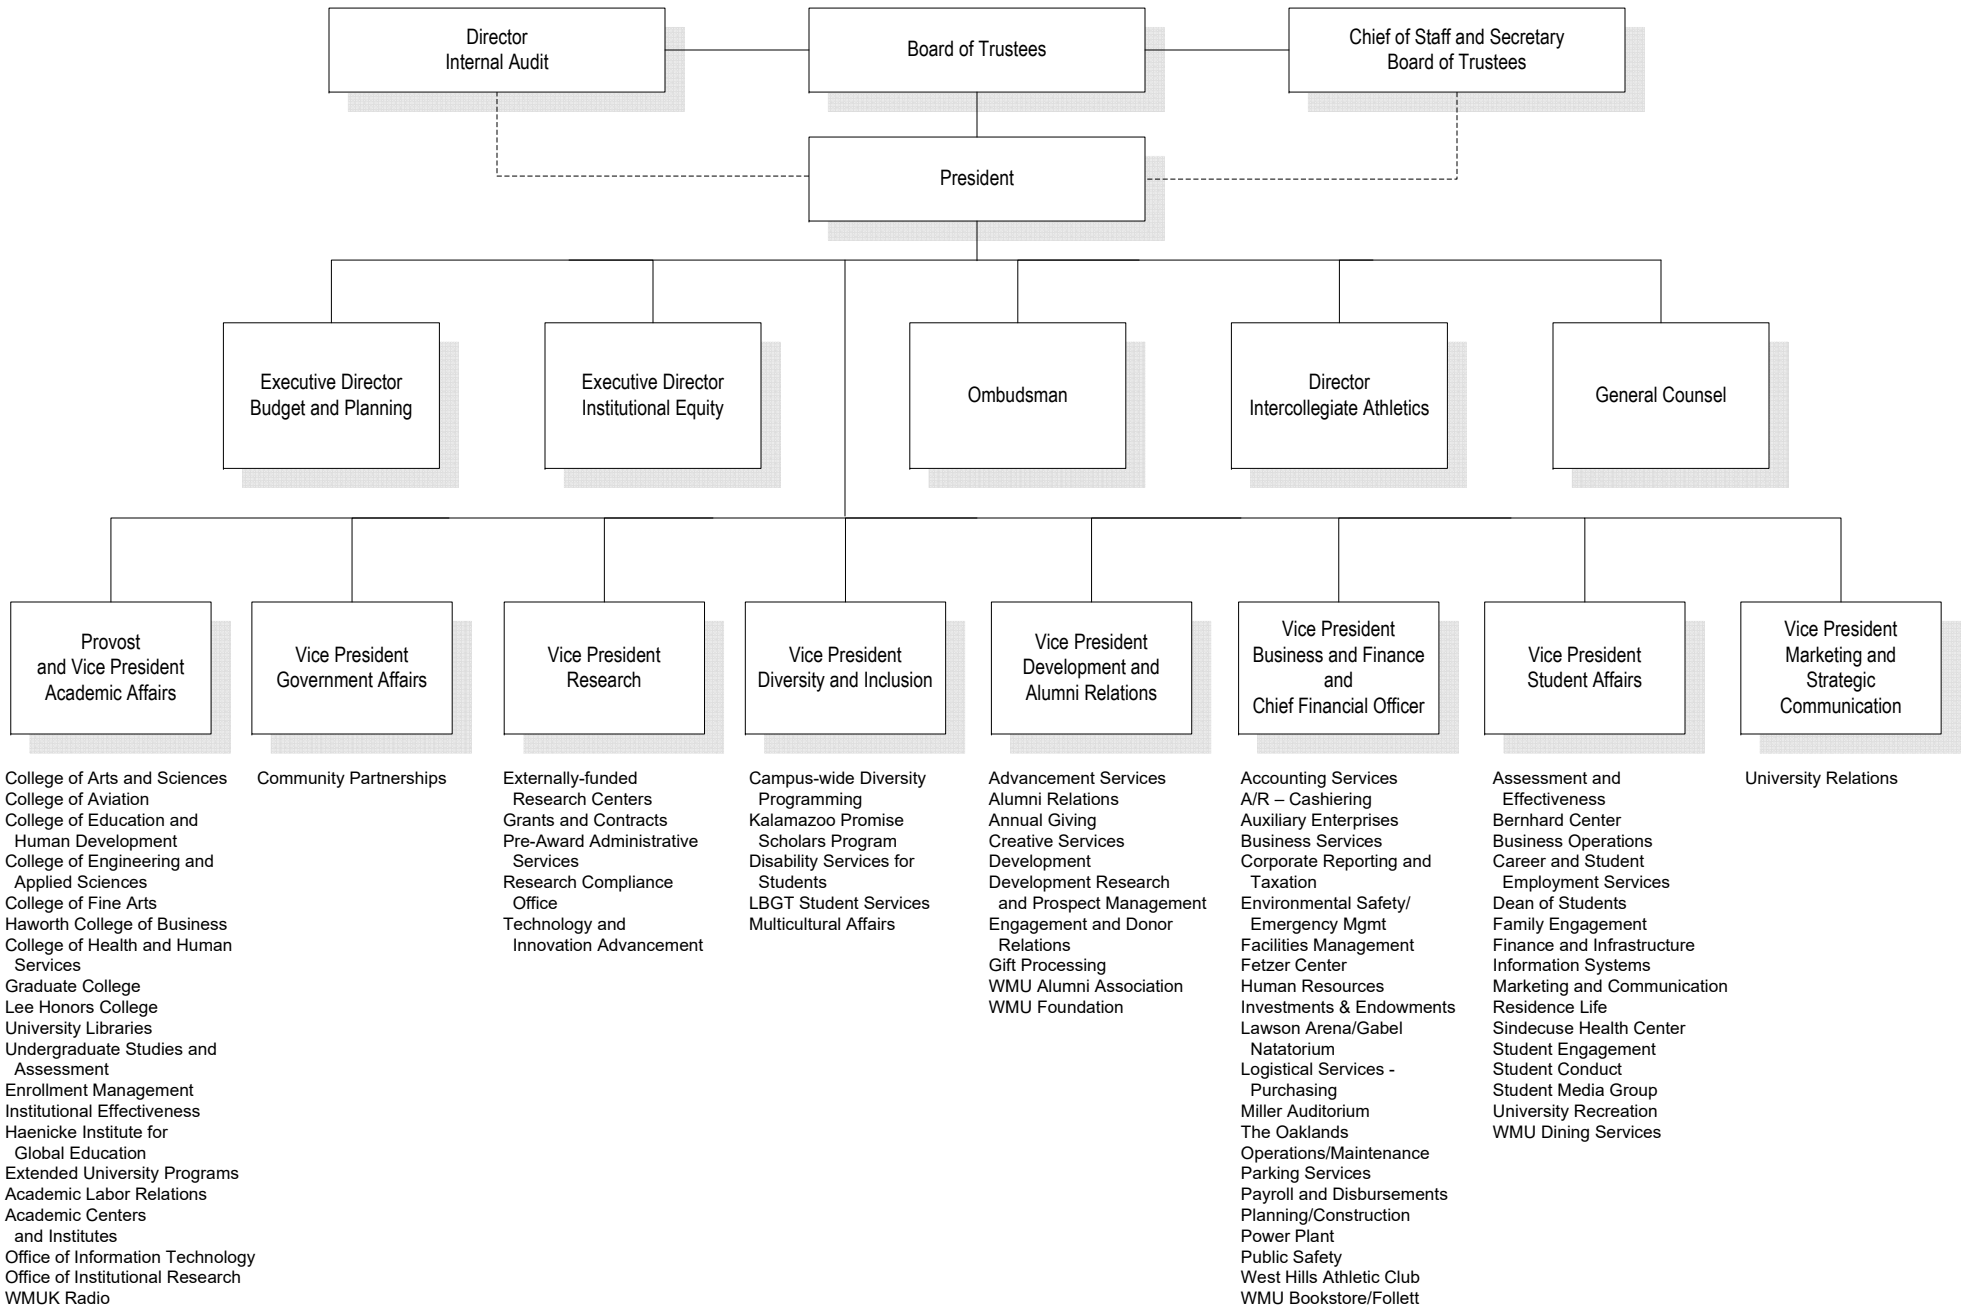 Director
Internal Audit
Board of Trustees
Chief of Staff and Secretary
Board of Trustees
President
Executive Director
Budget and Planning
Executive Director
Institutional Equity
Ombudsman
Director
Intercollegiate Athletics
General Counsel
Provost
and Vice President
Academic Affairs
Vice President
Government Affairs
Vice President
Research
Vice President
Diversity and Inclusion
Vice President
Development and
Alumni Relations
Vice President
Business and Finance
and
Chief Financial Officer
Vice President
Student Affairs
Vice President
Marketing and
Strategic
Communication
College of Arts and Sciences
College of Aviation
College of Education and
Human Development
College of Engineering and
Applied Sciences
College of Fine Arts
Haworth College of Business
College of Health and Human
Services
Graduate College
Lee Honors College
University Libraries
Undergraduate Studies and
Assessment
Enrollment Management
Institutional Effectiveness
Haenicke Institute for
Global Education
Extended University Programs
Academic Labor Relations
Academic Centers
and Institutes
Office of Information Technology
Office of Institutional Research
WMUK Radio
Community Partnerships
Externally-funded
Research Centers
Grants and Contracts
Pre-Award Administrative
Services
Research Compliance
Office
Technology and
Innovation Advancement
Campus-wide Diversity
Programming
Kalamazoo Promise
Scholars Program
Disability Services for
Students
LBGT Student Services
Multicultural Affairs
Advancement Services
Alumni Relations
Annual Giving
Creative Services
Development
Development Research
and Prospect Management
Engagement and Donor
Relations
Gift Processing
WMU Alumni Association
WMU Foundation
Accounting Services
A/R – Cashiering
Auxiliary Enterprises
Business Services
Corporate Reporting and
Taxation
Environmental Safety/
Emergency Mgmt
Facilities Management
Fetzer Center
Human Resources
Investments & Endowments
Lawson Arena/Gabel
Natatorium
Logistical Services -
Purchasing
Miller Auditorium
The Oaklands
Operations/Maintenance
Parking Services
Payroll and Disbursements
Planning/Construction
Power Plant
Public Safety
West Hills Athletic Club
WMU Bookstore/Follett
Assessment and
Effectiveness
Bernhard Center
Business Operations
Career and Student
Employment Services
Dean of Students
Family Engagement
Finance and Infrastructure
Information Systems
Marketing and Communication
Residence Life
Sindecuse Health Center
Student Engagement
Student Conduct
Student Media Group
University Recreation
WMU Dining Services
University Relations